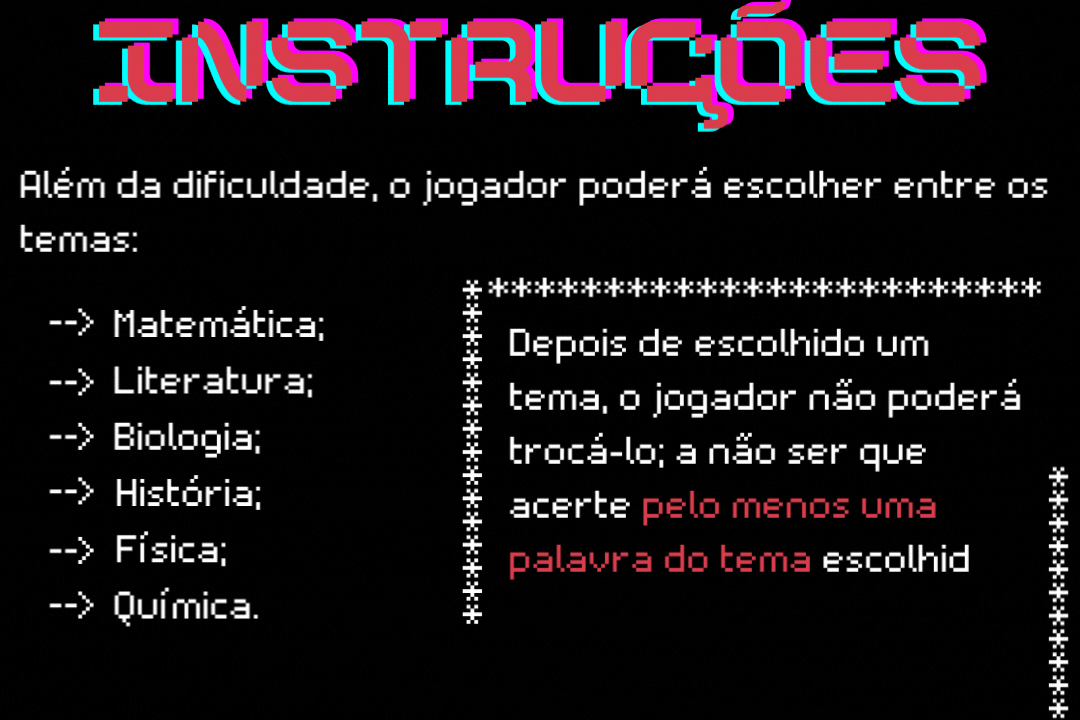 INSTRUÇÕES
Além da dificuldade, o jogador poderá escolher entre os
temas:
--> Matemática;
--> Literatura;
--> Biologia;
--> História;
--> Física;
--> Química.
************************
Depois de escolhido um
tema, o jogador não poderá
trocá-lo; a não ser que
acerte pelo menos uma
palavra do tema escolhid